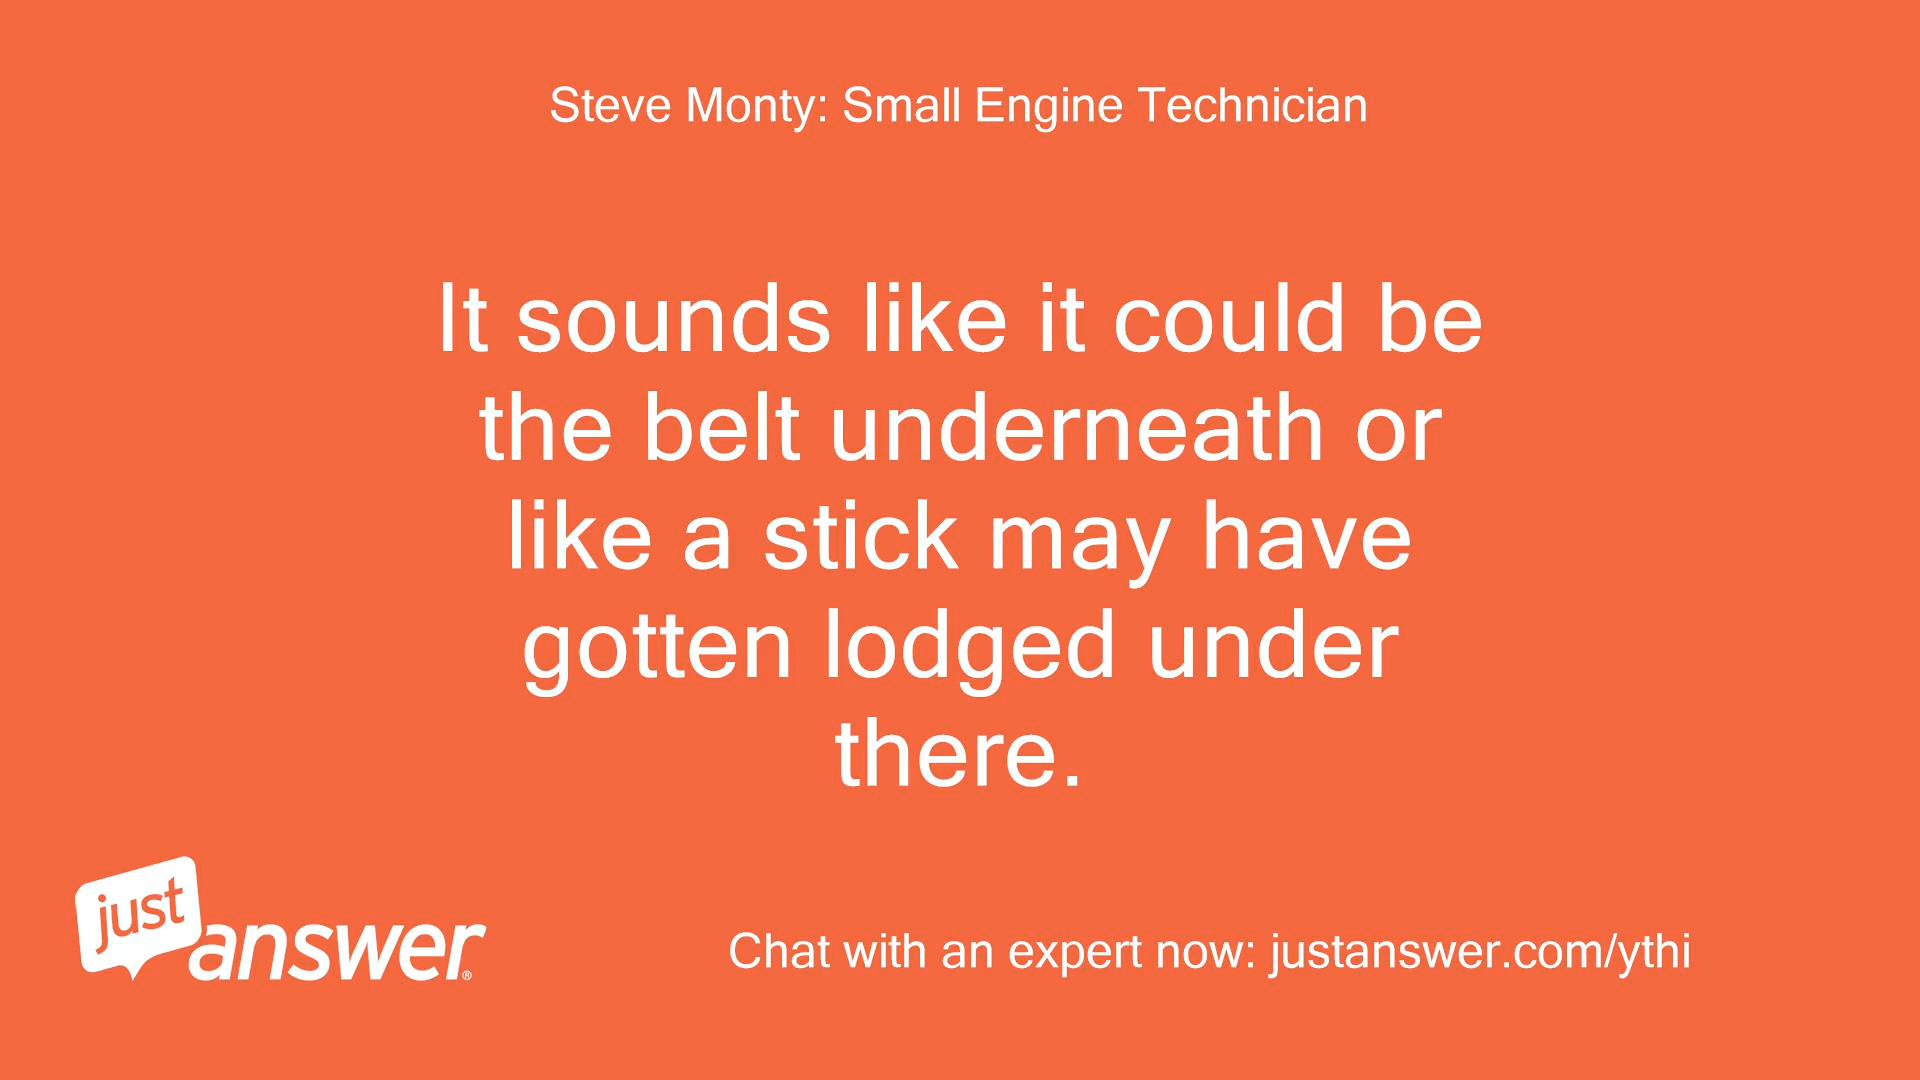 Steve Monty: Small Engine Technician
It sounds like it could be
the belt underneath or
like a stick may have
gotten lodged under
there.
just
answer®
Chat with an expert now: justanswer.com/ythi